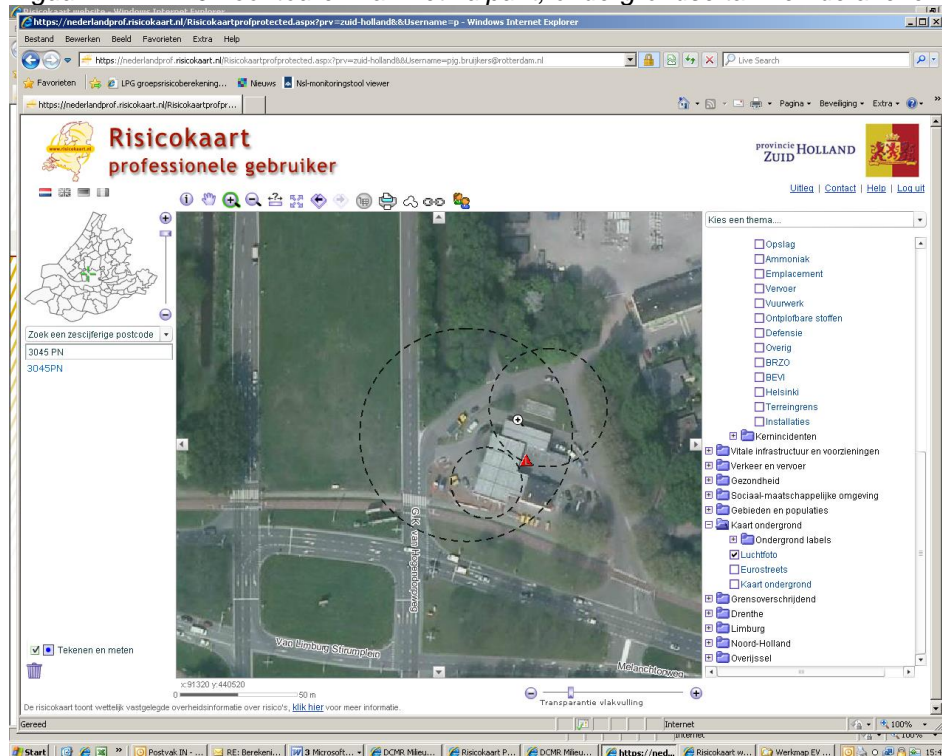 https://nederlandprof.risicokaart.nl/Risicokaartprofprotected.aspx?prv=zuid-holland&&Username=p - Windows Internet Explorer
Bestand Bewerken Beeld Favorieten Extra Help
https://nederlandprof.risicokaart.nl/Risicokaartprofprotected.aspx?prv=zuid-holland&&Username=pjg.bruijkers@rotterdam.nl
Live Search
Favorieten LPG groepsrisicoberekening... Nieuws Nsl-monitoringstool viewer
https://nederlandprof.risicokaart.nl/Risicokaartprofpr...
Pagina Beveiliging Extra
www.risicokaart.nl
Risicokaart
professionele gebruiker
provincie HOLLAND
ZUID
Uitleg | Contact | Help | Log uit
Kies een thema....
Zoek een zescijferige postcode
3045 PN
3045PN
Opslag
Ammoniak
Emplacement
Vervoer
Vuurwerk
Ontplofbare stoffen
Defensie
Overig
BRZO
BEVI
Helsinki
Terreingrens
Installaties
Kernincidenten
Vitale infrastructuur en voorzieningen
Verkeer en vervoer
Gezondheid
Sociaal-maatschappelijke omgeving
Gebieden en populaties
Kaart ondergrond
Ondergrond labels
Luchtfoto
Eurostreets
Kaart ondergrond
Grensoverschrijdend
Drenthe
Limburg
Noord-Holland
Overijssel
G.K. van Hogendorpweg
Van Limburg Stirumplein
Melanchtonweg
Tekenen en meten
x:91320 y:440520
0 50 m
Transparantie vlakvulling
De risicokaart toont wettelijk vastgelegde overheidsinformatie over risico's, klik hier voor meer informatie.
Gereed Internet 100%
Start Postvak IN - ... RE: Berekeni... 3 Microsoft... DCMR Milieu... Risicokaart P... DCMR Milieu... https://ned... Risicokaart w... Werkmap EV ... 15:4